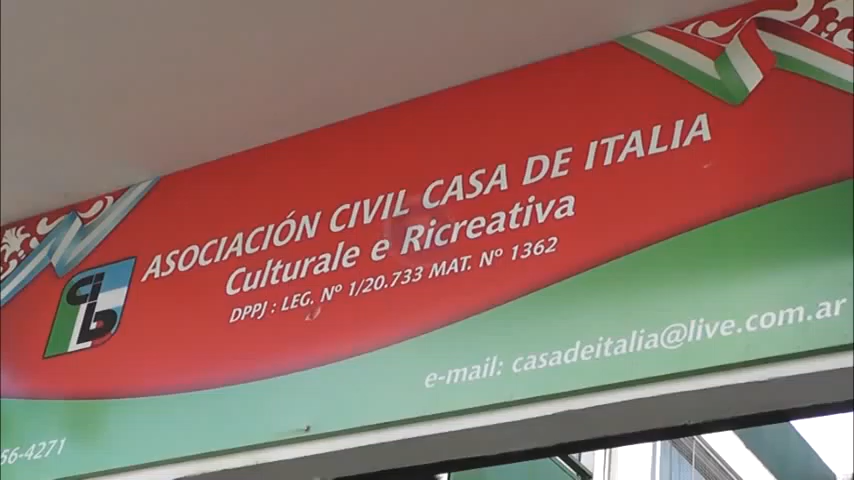 ASOCIACIÓN CIVIL CASA DE ITALIA
Culturale e Ricreativa
DPPJ : LEG. Nº 1/20.733 MAT. Nº 1362
cilb
e-mail: casadeitalia@live.com.ar
56-4271